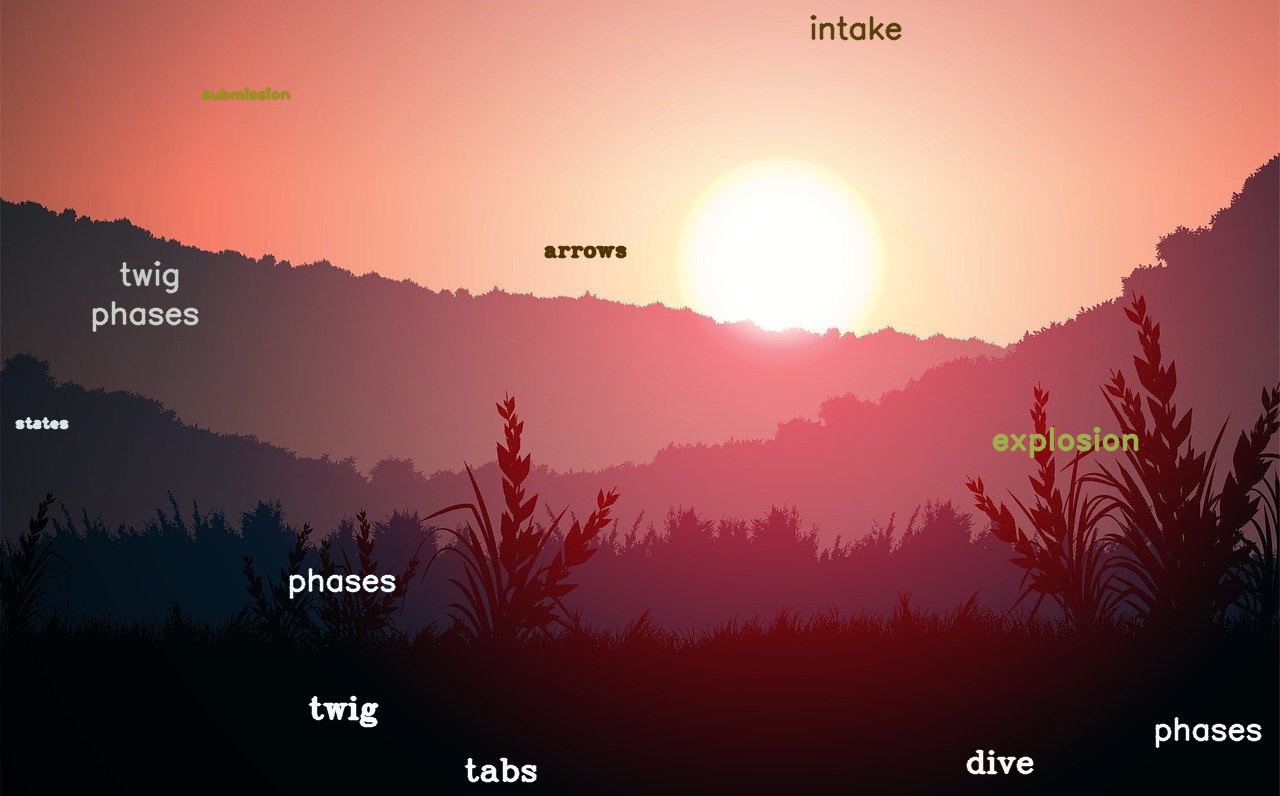 intake
submission
arrows
twig
phases
states
explosion
phases
twig
phases
dive
tabs